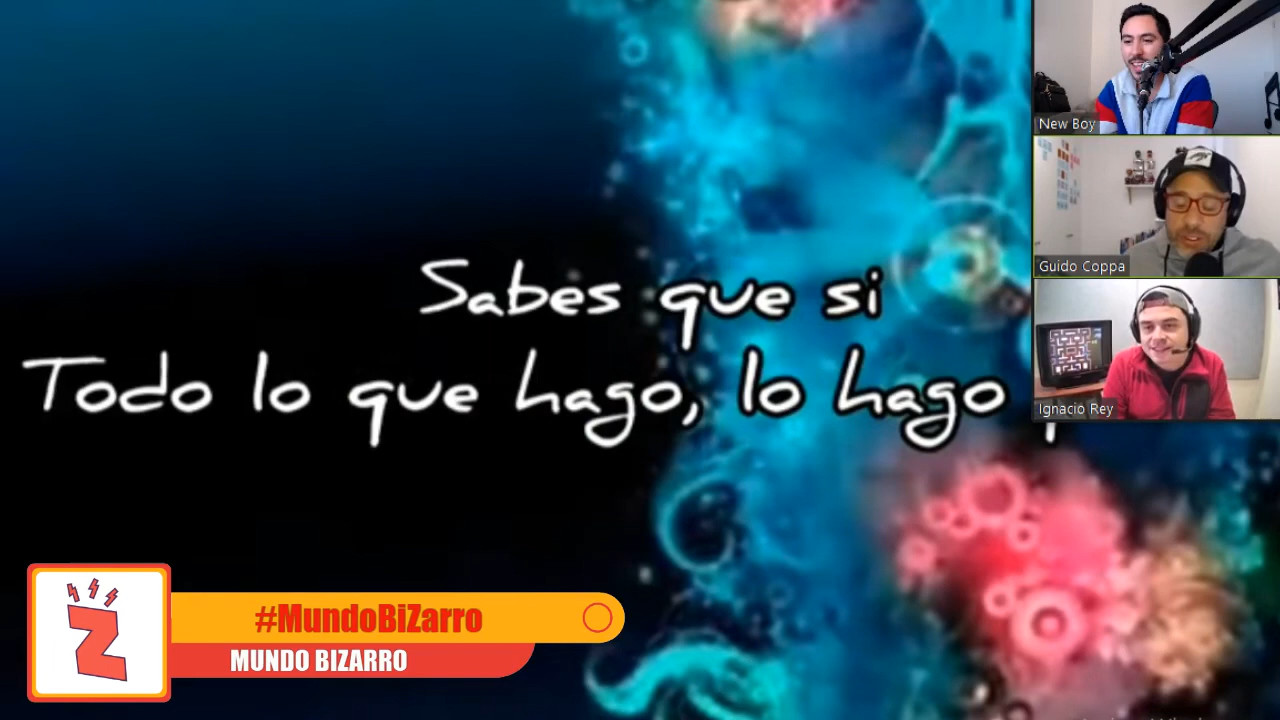 Sabes que si
Todo lo que hago, lo hago
New Boy
Guido Coppa
Ignacio Rey
Z
#MundoBiZarro
MUNDO BIZARRO